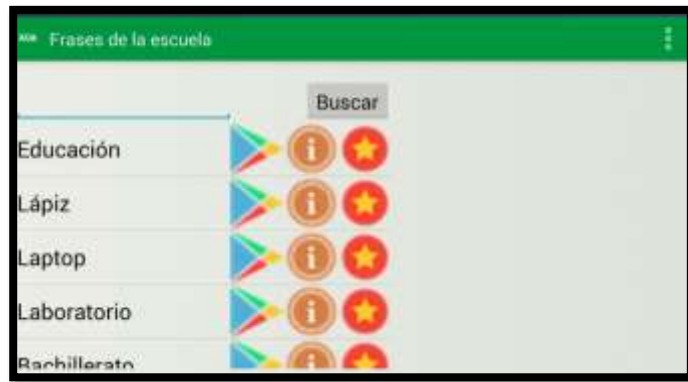 Frases de la escuela
Buscar
Educación
Lápiz
Laptop
Laboratorio
Bachillerato